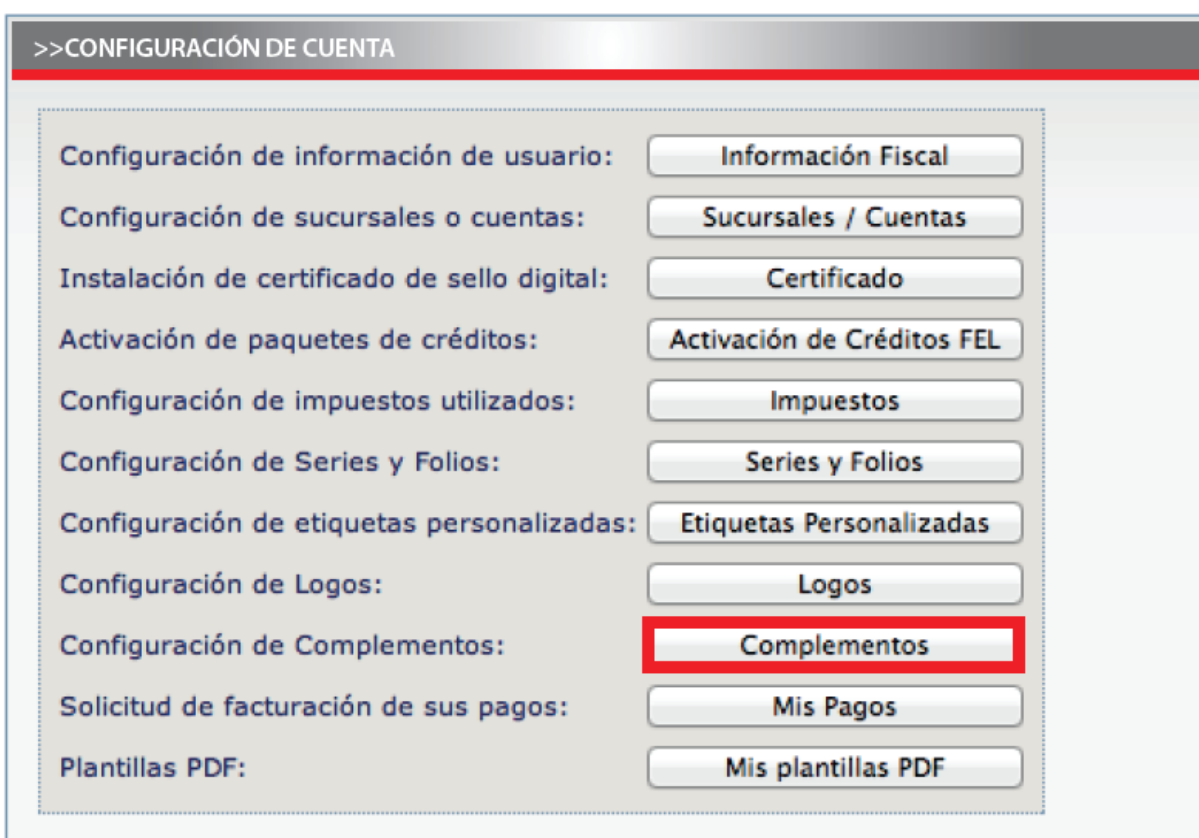 >>CONFIGURACIÓN DE CUENTA
Configuración de información de usuario: Información Fiscal
Configuración de sucursales o cuentas: Sucursales / Cuentas
Instalación de certificado de sello digital: Certificado
Activación de paquetes de créditos: Activación de Créditos FEL
Configuración de impuestos utilizados: Impuestos
Configuración de Series y Folios: Series y Folios
Configuración de etiquetas personalizadas: Etiquetas Personalizadas
Configuración de Logos: Logos
Configuración de Complementos: Complementos
Solicitud de facturación de sus pagos: Mis Pagos
Plantillas PDF: Mis plantillas PDF